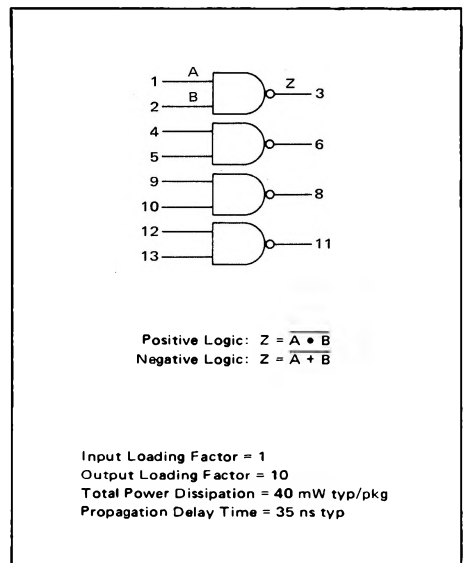 A
1
Z
3
B
2
4
6
5
9
8
10
12
11
13
Positive Logic: Z = A • B
Negative Logic: Z = A + B
Input Loading Factor = 1
Output Loading Factor = 10
Total Power Dissipation = 40 mW typ/pkg
Propagation Delay Time = 35 ns typ